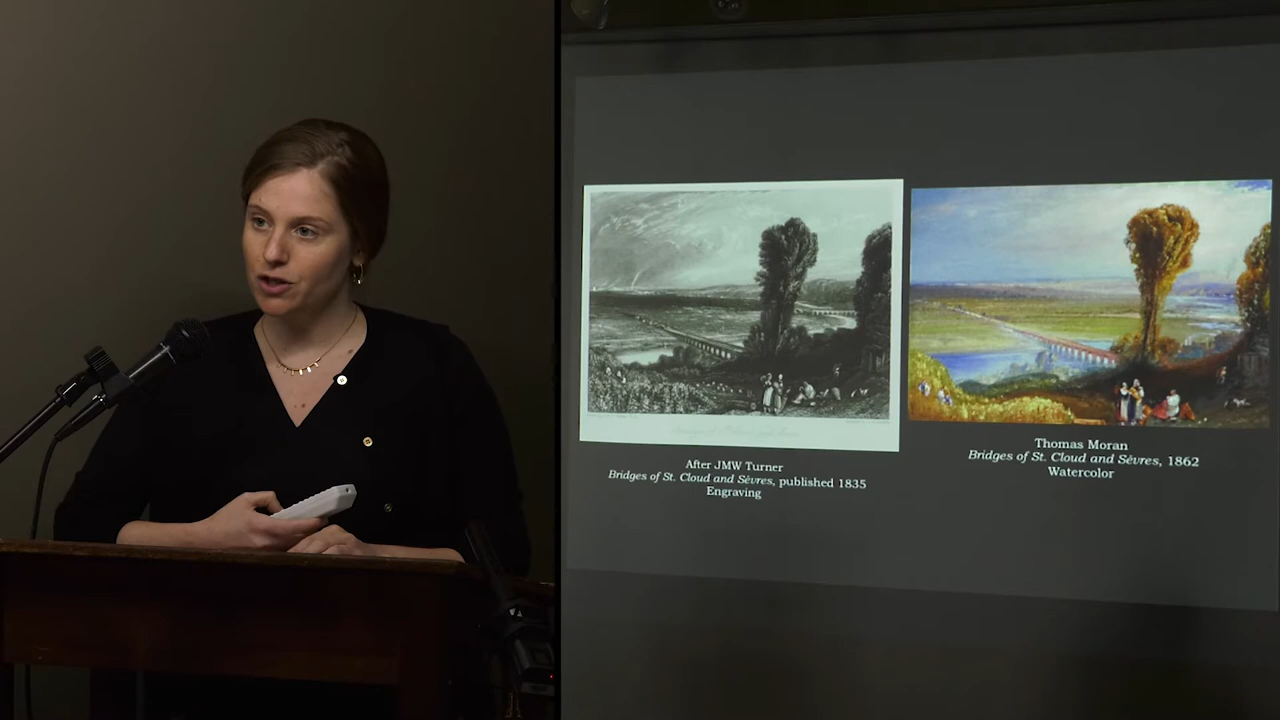 After JMW Turner
Bridges of St. Cloud and Sèvres, published 1835
Engraving
Thomas Moran
Bridges of St. Cloud and Sèvres, 1862
Watercolor